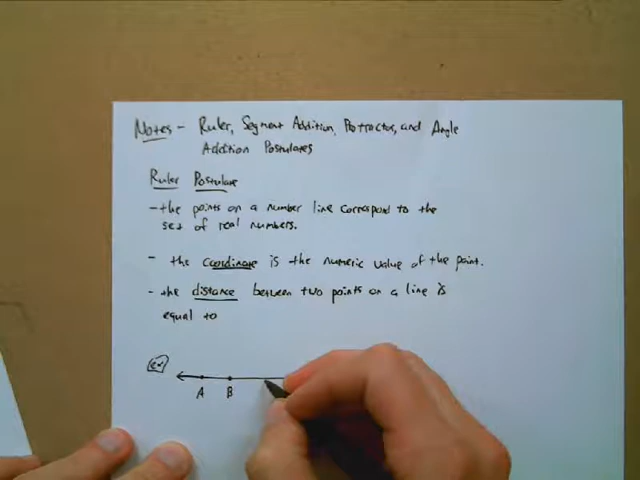 Notes - Ruler, Segment Addition, Protractor, and Angle
Addition Postulates
Ruler Postulate
- the points on a number line correspond to the
set of real numbers.
- the coordinate is the numeric value of the point.
- the distance between two points on a line is
equal to
ex
A B